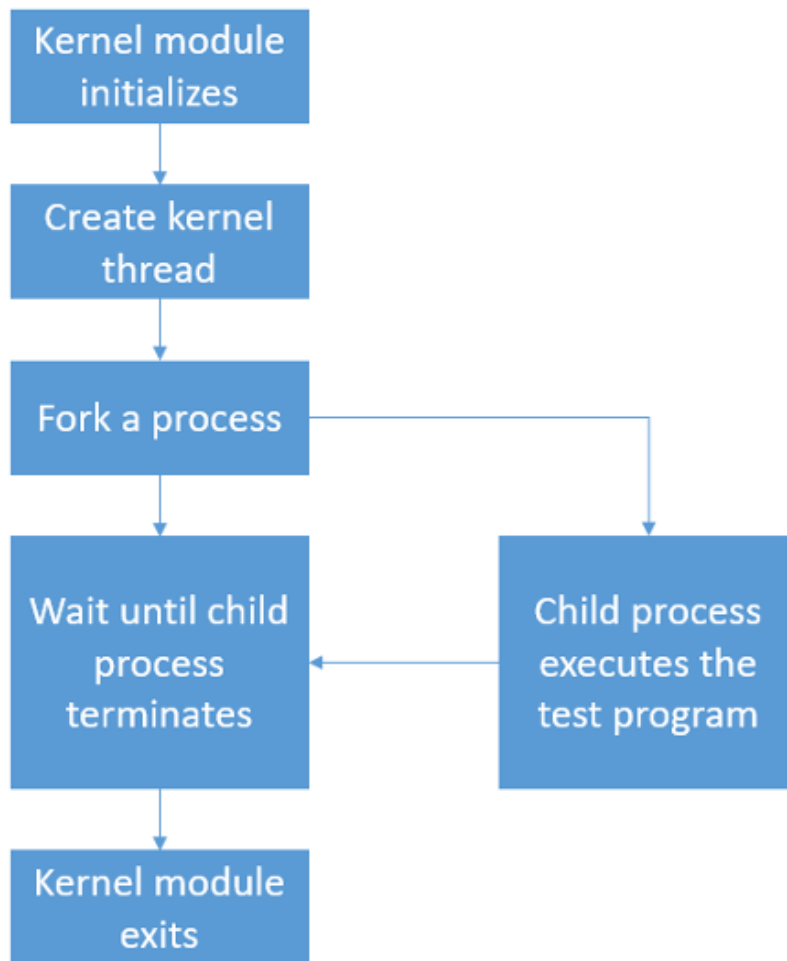 Kernel module
initializes
Create kernel
thread
Fork a process
Wait until child
process
terminates
Child process
executes the
test program
Kernel module
exits